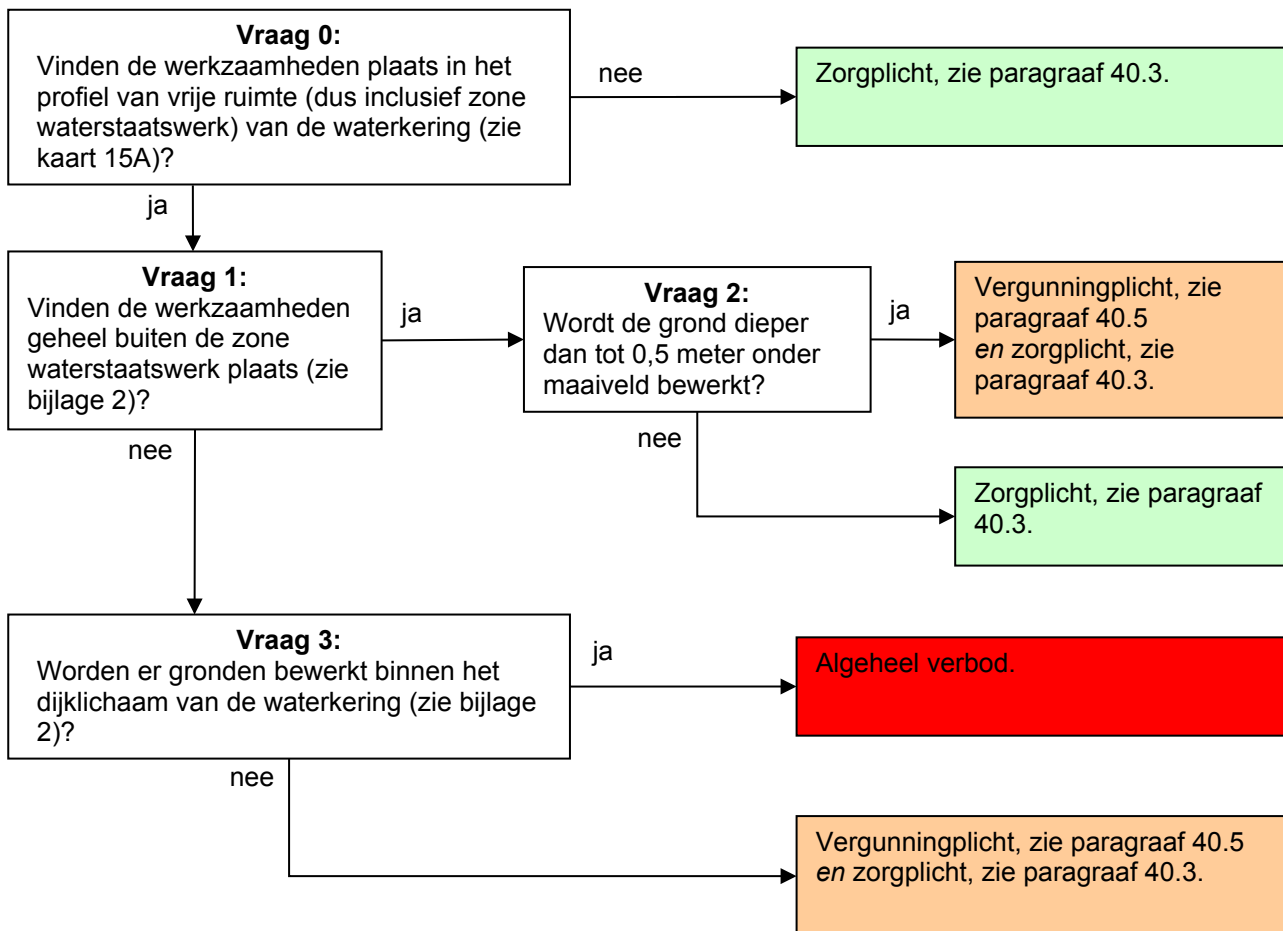 Vraag 0:
Vinden de werkzaamheden plaats in het
profiel van vrije ruimte (dus inclusief zone
waterstaatswerk) van de waterkering (zie
kaart 15A)?
nee
Zorgplicht, zie paragraaf 40.3.
ja
Vraag 1:
Vinden de werkzaamheden
geheel buiten de zone
waterstaatswerk plaats (zie
bijlage 2)?
ja
Vraag 2:
Wordt de grond dieper
dan tot 0,5 meter onder
maaiveld bewerkt?
ja
Vergunningplicht, zie
paragraaf 40.5
en zorgplicht, zie
paragraaf 40.3.
nee
nee
Zorgplicht, zie paragraaf
40.3.
Vraag 3:
Worden er gronden bewerkt binnen het
dijklichaam van de waterkering (zie bijlage
2)?
ja
Algeheel verbod.
nee
Vergunningplicht, zie paragraaf 40.5
en zorgplicht, zie paragraaf 40.3.